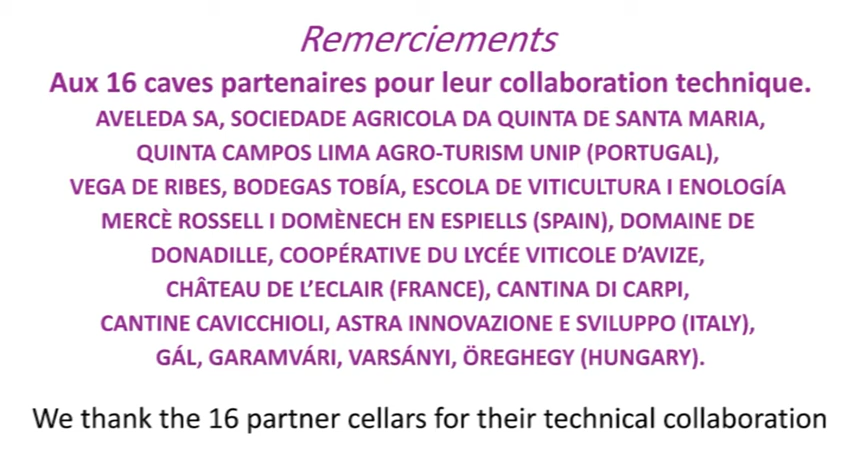 Remerciements
Aux 16 caves partenaires pour leur collaboration technique.
AVELEDA SA, SOCIEDADE AGRICOLA DA QUINTA DE SANTA MARIA,
QUINTA CAMPOS LIMA AGRO-TURISM UNIP (PORTUGAL),
VEGA DE RIBES, BODEGAS TOBÍA, ESCOLA DE VITICULTURA I ENOLOGÍA
MERCÈ ROSSELL I DOMÈNECH EN ESPIELLS (SPAIN), DOMAINE DE
DONADILLE, COOPÉRATIVE DU LYCÉE VITICOLE D'AVIZE,
CHÂTEAU DE L'ECLAIR (FRANCE), CANTINA DI CARPI,
CANTINE CAVICCHIOLI, ASTRA INNOVAZIONE E SVILUPPO (ITALY),
GÁL, GARAMVÁRI, VARSÁNYI, ÖREGHEGY (HUNGARY).
We thank the 16 partner cellars for their technical collaboration